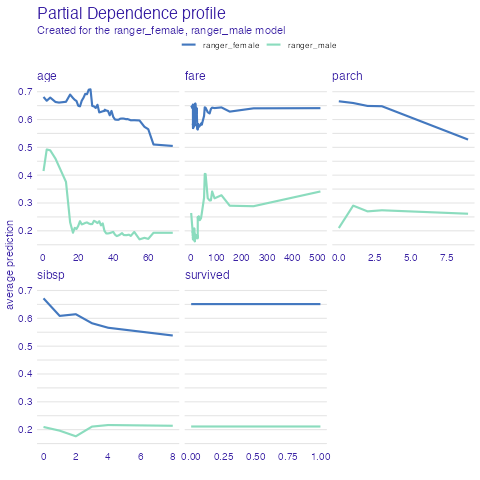 Partial Dependence profile
Created for the ranger_female, ranger_male model
ranger_female ranger_male
age fare parch
0.7
0.6
0.5
0.4
0.3
0.2
0 20 40 60 0 100 200 300 400 500 0.0 2.5 5.0 7.5
average prediction
sibsp survived
0.7
0.6
0.5
0.4
0.3
0.2
0 2 4 6 8 0.00 0.25 0.50 0.75 1.00